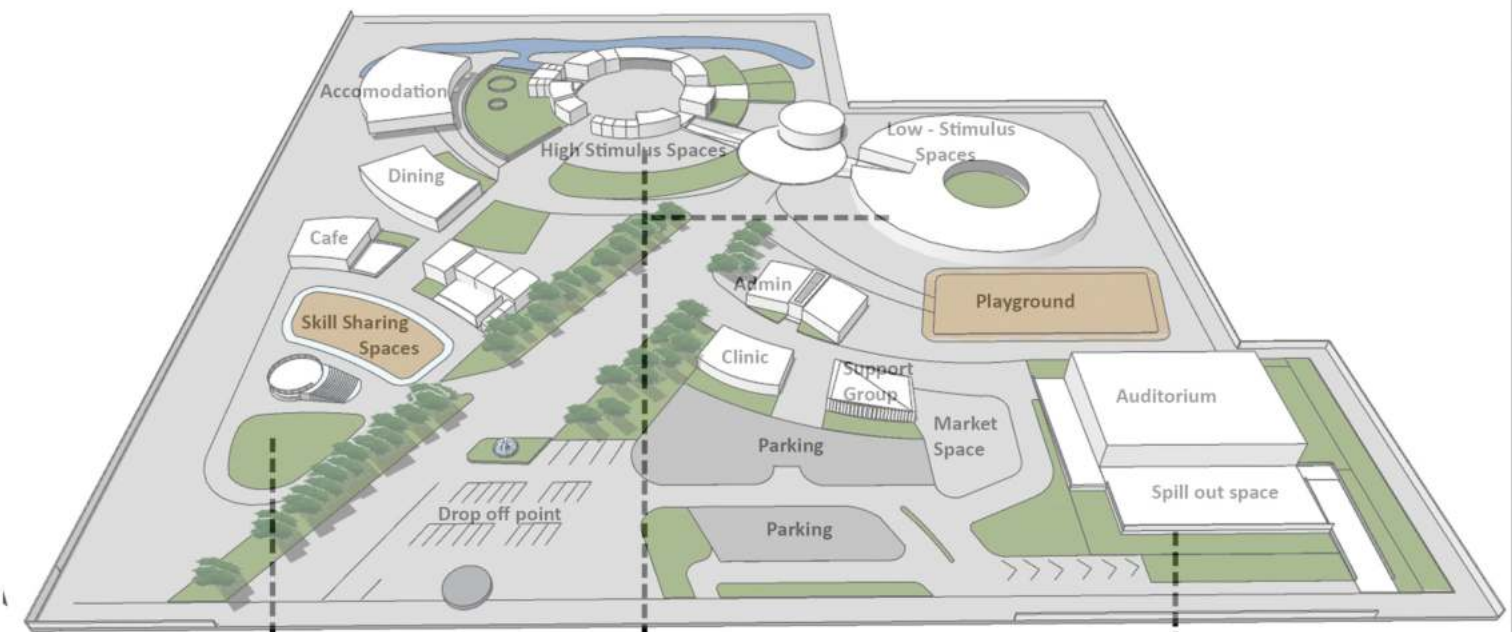 Accomodation
Low - Stimulus
Spaces
High Stimulus Spaces
Dining
Cafe
Admin
Playground
Skill Sharing
Spaces
Clinic
Support
Group
Auditorium
Market
Space
Parking
Spill out space
Drop off point
Parking